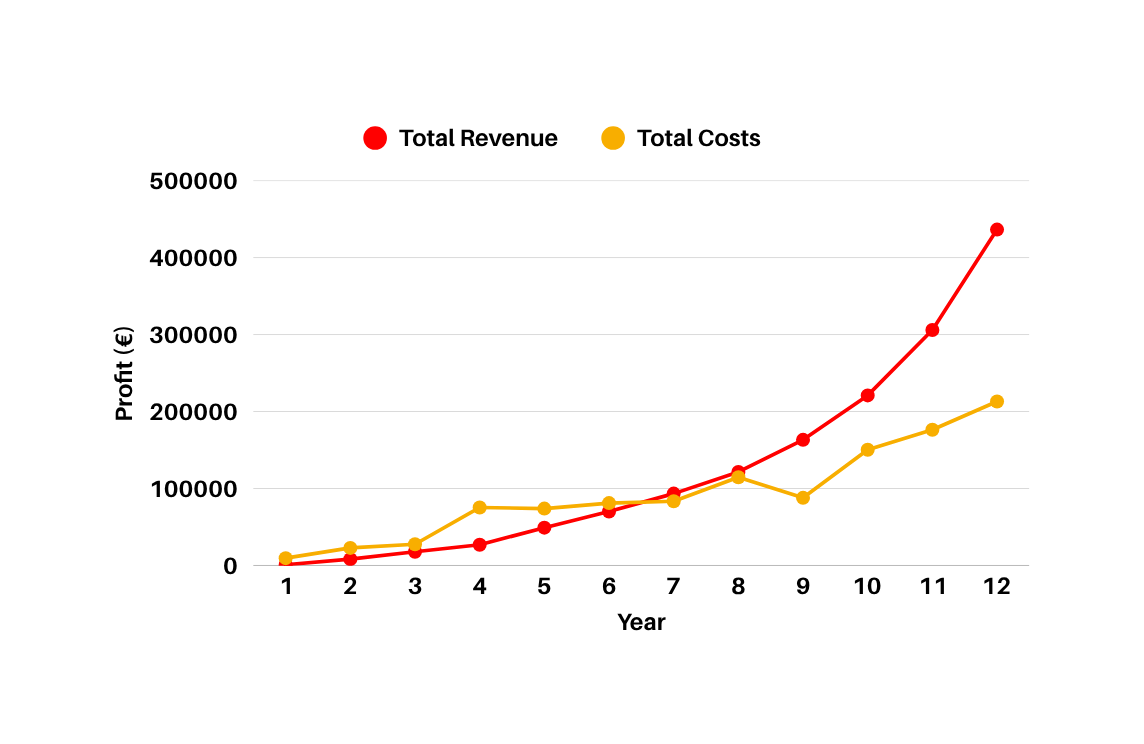 Total Revenue
Total Costs
500000
400000
300000
200000
100000
0
Profit (€)
1 2 3 4 5 6 7 8 9 10 11 12
Year